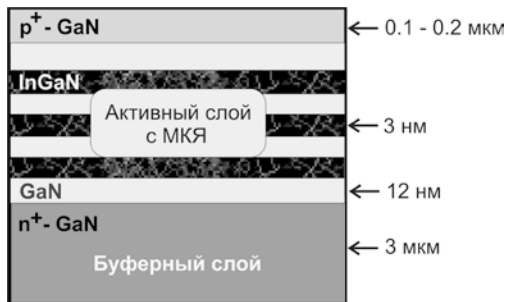 p+- GaN
0.1 - 0.2 мкм
InGaN
Активный слой
с МКЯ
3 нм
GaN
12 нм
n+- GaN
3 мкм
Буферный слой